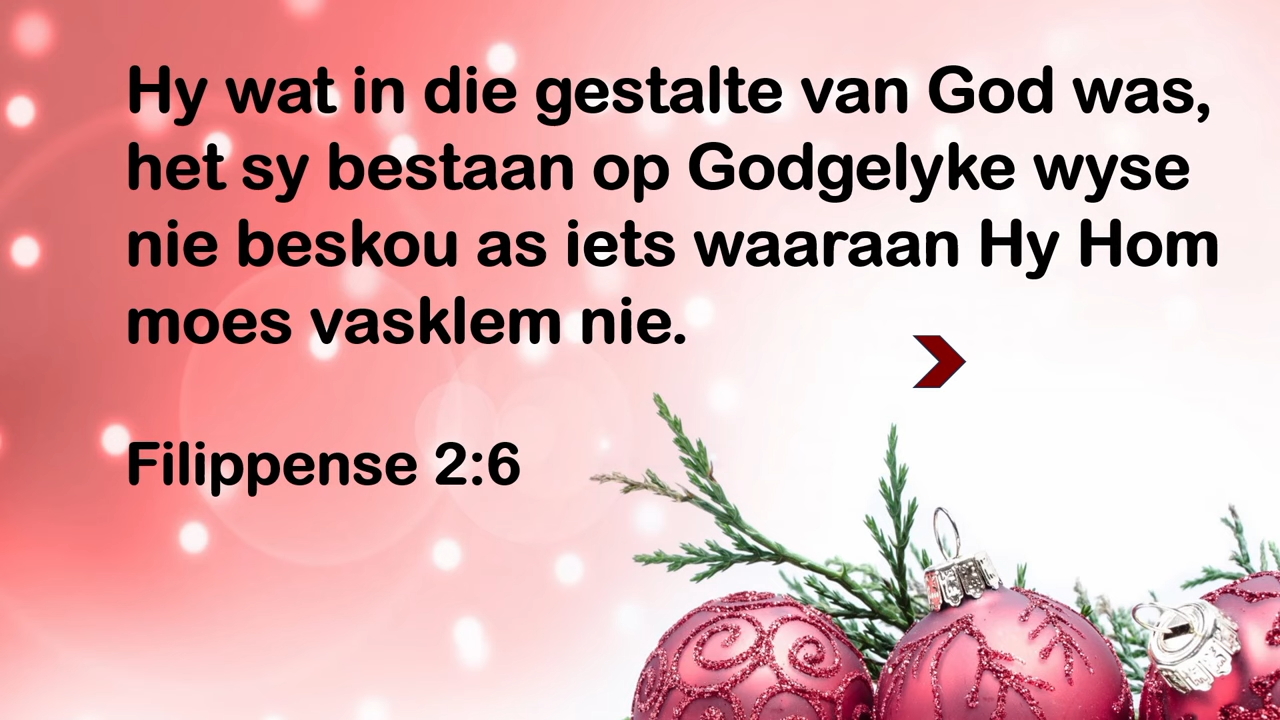 Hy wat in die gestalte van God was,
het sy bestaan op Godgelyke wyse
nie beskou as iets waaraan Hy Hom
moes vasklem nie.
Filippense 2:6